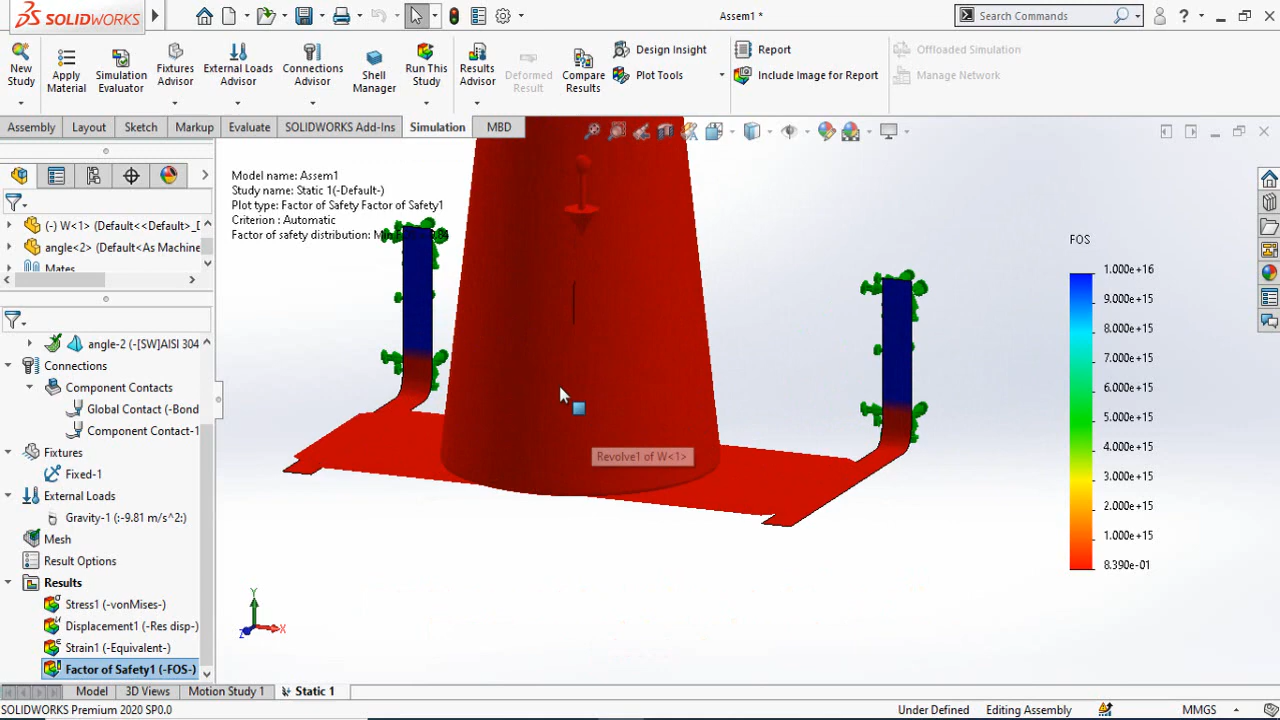 SOLIDWORKS
Assem1 *
Search Commands
New Study
Apply Material
Simulation Evaluator
Fixtures Advisor
External Loads Advisor
Connections Advisor
Shell Manager
Run This Study
Results Advisor
Deformed Result
Compare Results
Design Insight
Plot Tools
Report
Include Image for Report
Offloaded Simulation
Manage Network
Assembly
Layout
Sketch
Markup
Evaluate
SOLIDWORKS Add-Ins
Simulation
MBD
Model name: Assem1
Study name: Static 1(-Default-)
Plot type: Factor of Safety Factor of Safety1
Criterion : Automatic
Factor of safety distribution:
(-) W<1> (Default<<Default>_D
angle<2> (Default<As Machine
Mates
angle-2 (-[SW]AISI 304
Connections
Component Contacts
Global Contact (-Bond
Component Contact-1
Fixtures
Fixed-1
External Loads
Gravity-1 (:-9.81 m/s^2:)
Mesh
Result Options
Results
Stress1 (-vonMises-)
Displacement1 (-Res disp-)
Strain1 (-Equivalent-)
Factor of Safety1 (-FOS-)
Revolve1 of W<1>
FOS
1.000e+16
9.000e+15
8.000e+15
7.000e+15
6.000e+15
5.000e+15
4.000e+15
3.000e+15
2.000e+15
1.000e+15
8.390e-01
Y
X
Z
Model
3D Views
Motion Study 1
Static 1
SOLIDWORKS Premium 2020 SP0.0
Under Defined
Editing Assembly
MMGS